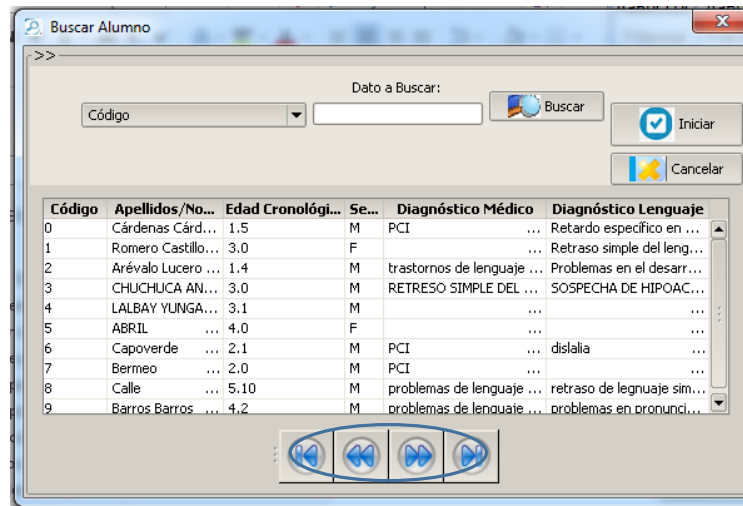 Buscar Alumno
>>
Dato a Buscar:
Código
Buscar
Iniciar
Cancelar
Código Apellidos/No... Edad Cronológi... Se... Diagnóstico Médico Diagnóstico Lenguaje
0 Cárdenas Cárd... 1.5 M PCI ... Retardo específico en ...
1 Romero Castillo... 3.0 F ... Retraso simple del leng...
2 Arévalo Lucero ... 1.4 M trastornos de lenguaje ... Problemas en el desarr...
3 CHUCHUCA AN... 3.0 M RETRESO SIMPLE DEL ... SOSPECHA DE HIPOAC...
4 LALBAY YUNGA... 3.1 M ... ...
5 ABRIL ... 4.0 F ... ...
6 Capoverde ... 2.1 M PCI ... dislalia ...
7 Bermeo ... 2.0 M PCI ... ...
8 Calle ... 5.10 M problemas de lenguaje ... retraso de legnuaje sim...
9 Barros Barros ... 4.2 M problemas de lenguaje ... problemas en pronunci...